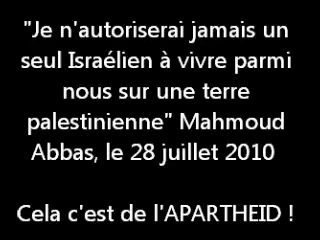 "Je n'autoriserai jamais un
seul Israélien à vivre parmi
nous sur une terre
palestinienne" Mahmoud
Abbas, le 28 juillet 2010
Cela c'est de l'APARTHEID !